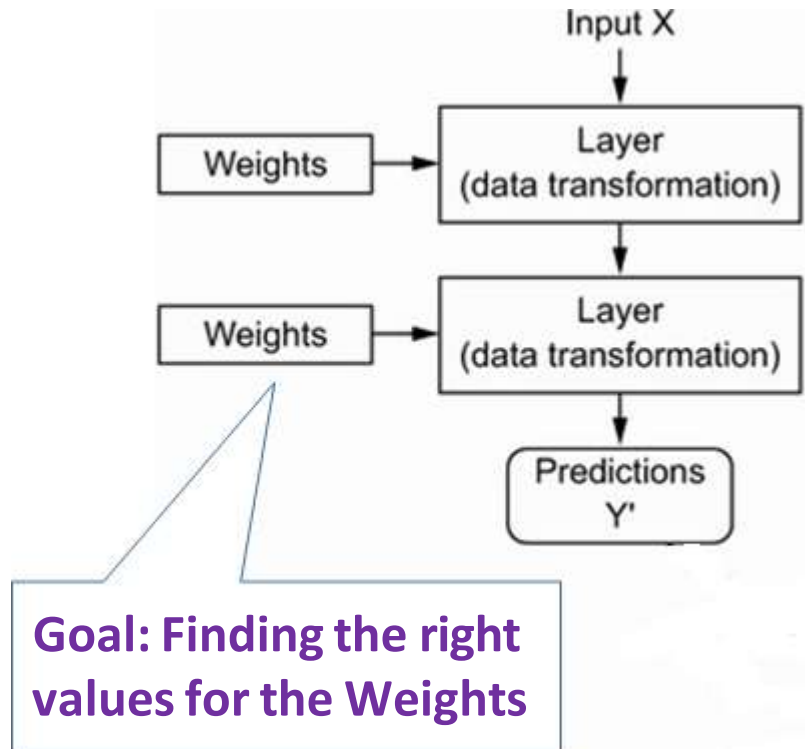 Input X
Layer
(data transformation)
Weights
Layer
(data transformation)
Weights
Predictions
Y'
Goal: Finding the right
values for the Weights